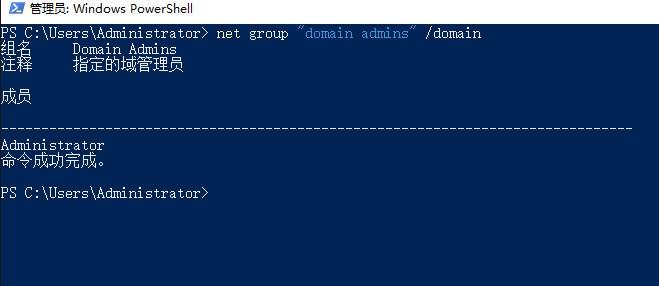 管理员: Windows PowerShell
PS C:\Users\Administrator> net group "domain admins" /domain
组名     Domain Admins
注释     指定的域管理员
成员
-------------------------------------------------------------------------------
Administrator
命令成功完成。
PS C:\Users\Administrator>